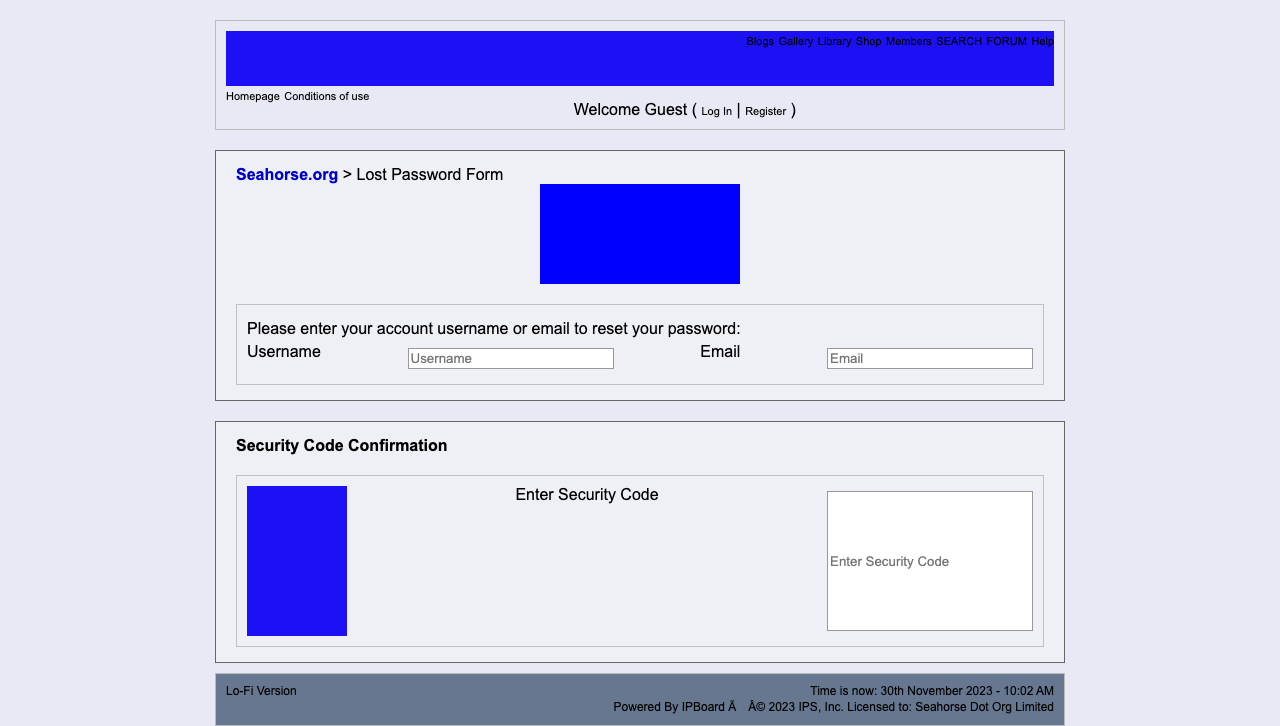 Blogs Gallery Library Shop Members SEARCH FORUM Help
Homepage Conditions of use
Welcome Guest ( Log In | Register )
Seahorse.org > Lost Password Form
Please enter your account username or email to reset your password:
Username Username Email Email
Security Code Confirmation
Enter Security Code Enter Security Code
Lo-Fi Version Time is now: 30th November 2023 - 10:02 AM
Powered By IPBoard Ã Â© 2023 IPS, Inc. Licensed to: Seahorse Dot Org Limited